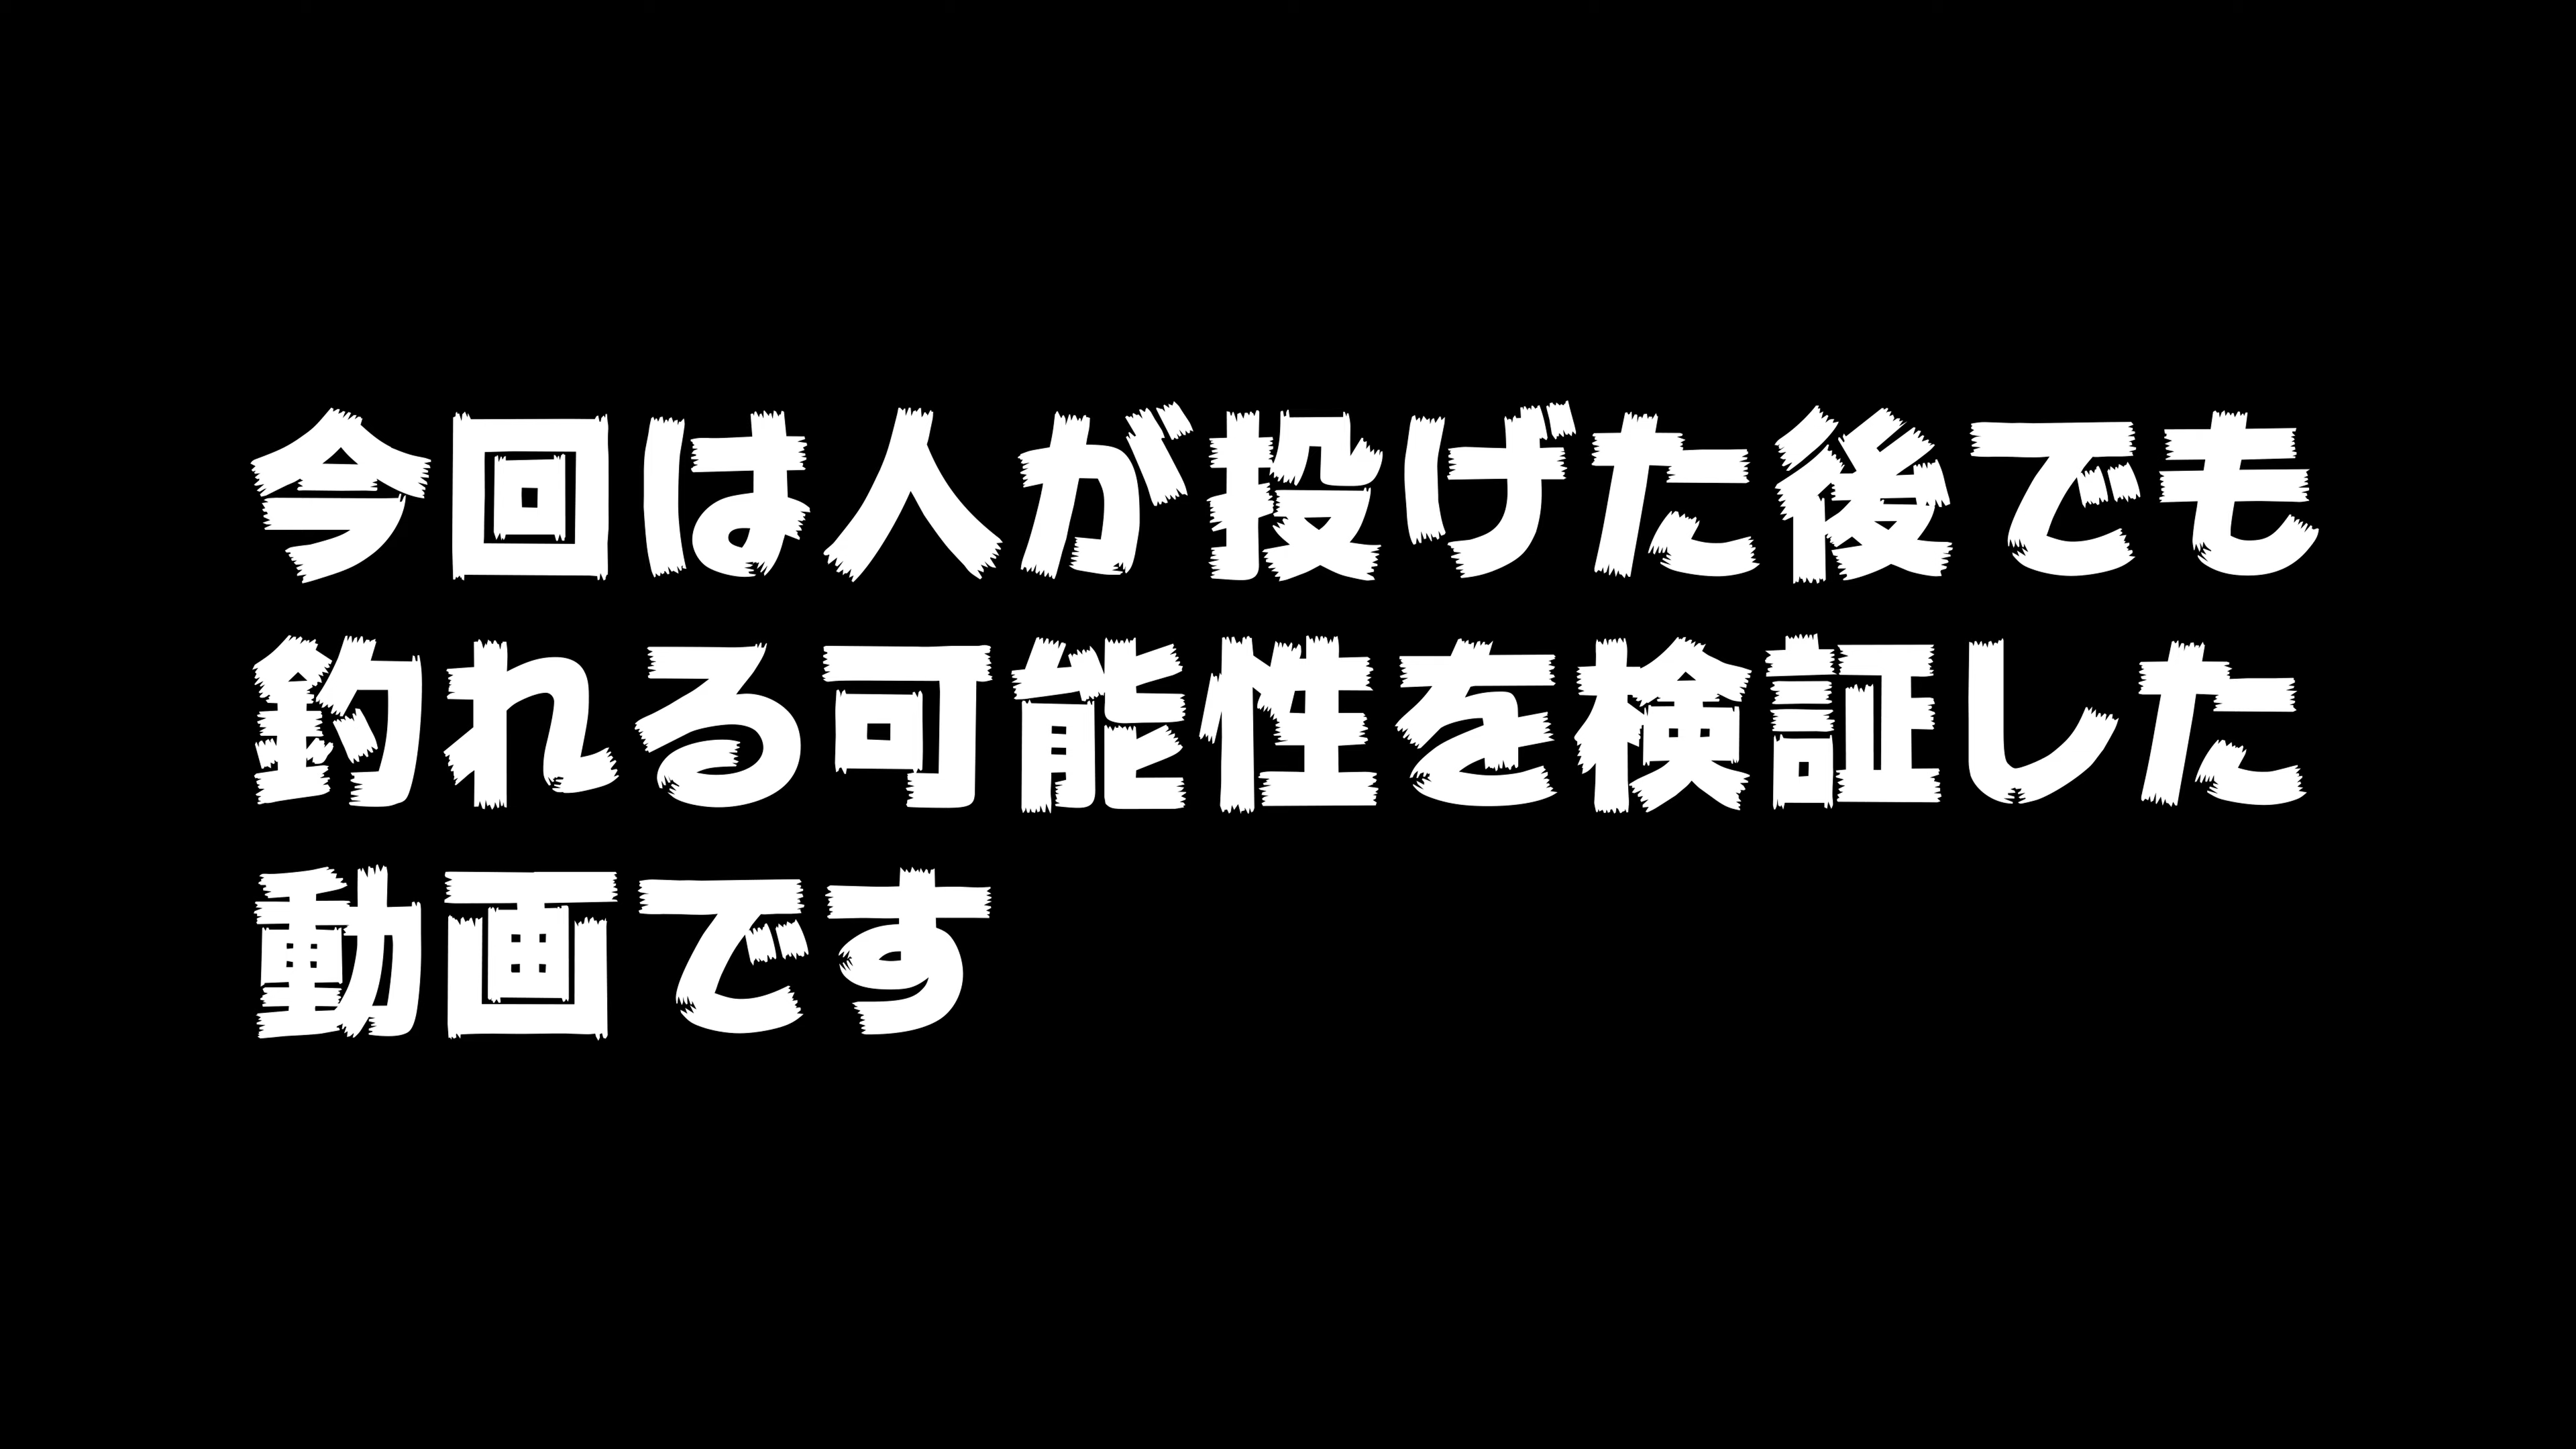 今回は人が投げた後でも
釣れる可能性を検証した
動画です